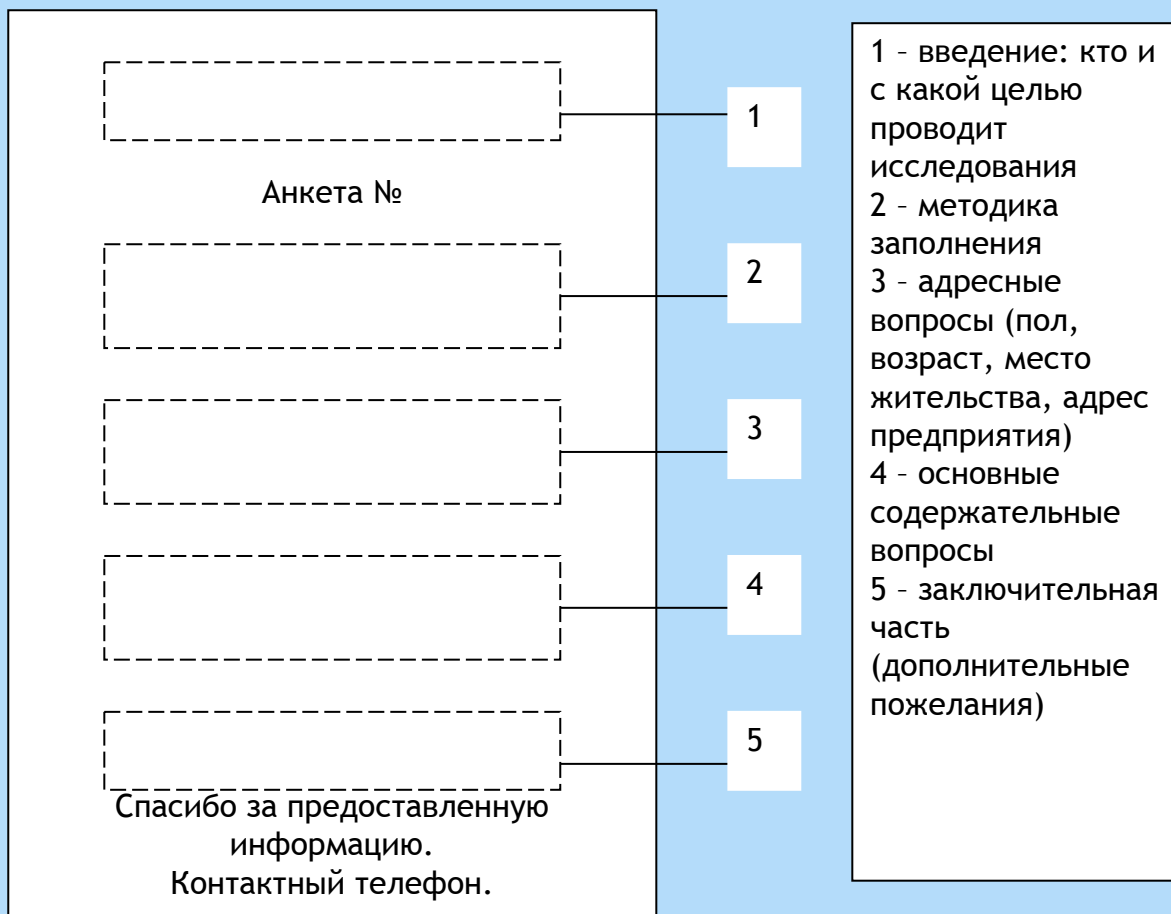 1
Анкета №
2
3
4
5
Спасибо за предоставленную
информацию.
Контактный телефон.
1 – введение: кто и
с какой целью
проводит
исследования
2 – методика
заполнения
3 – адресные
вопросы (пол,
возраст, место
жительства, адрес
предприятия)
4 – основные
содержательные
вопросы
5 – заключительная
часть
(дополнительные
пожелания)